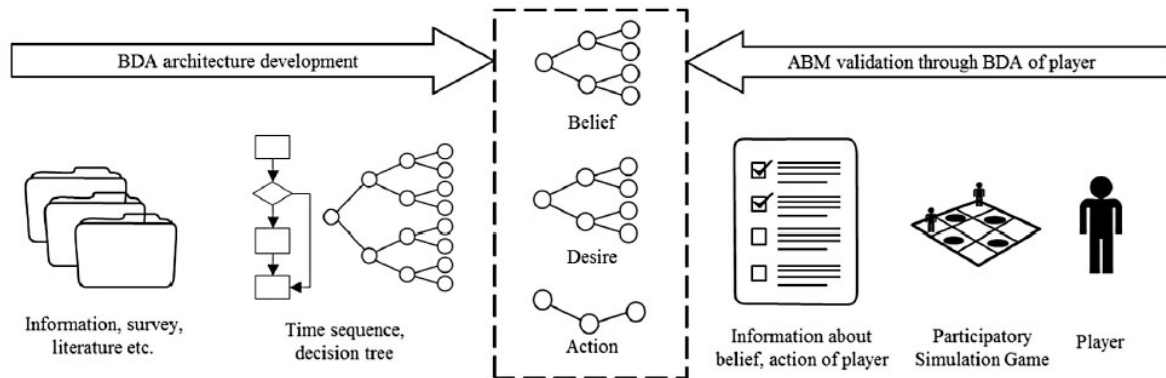 BDA architecture development
ABM validation through BDA of player
Belief
Desire
Action
Information, survey,
literature etc.
Time sequence,
decision tree
Information about
belief, action of player
Participatory
Simulation Game
Player